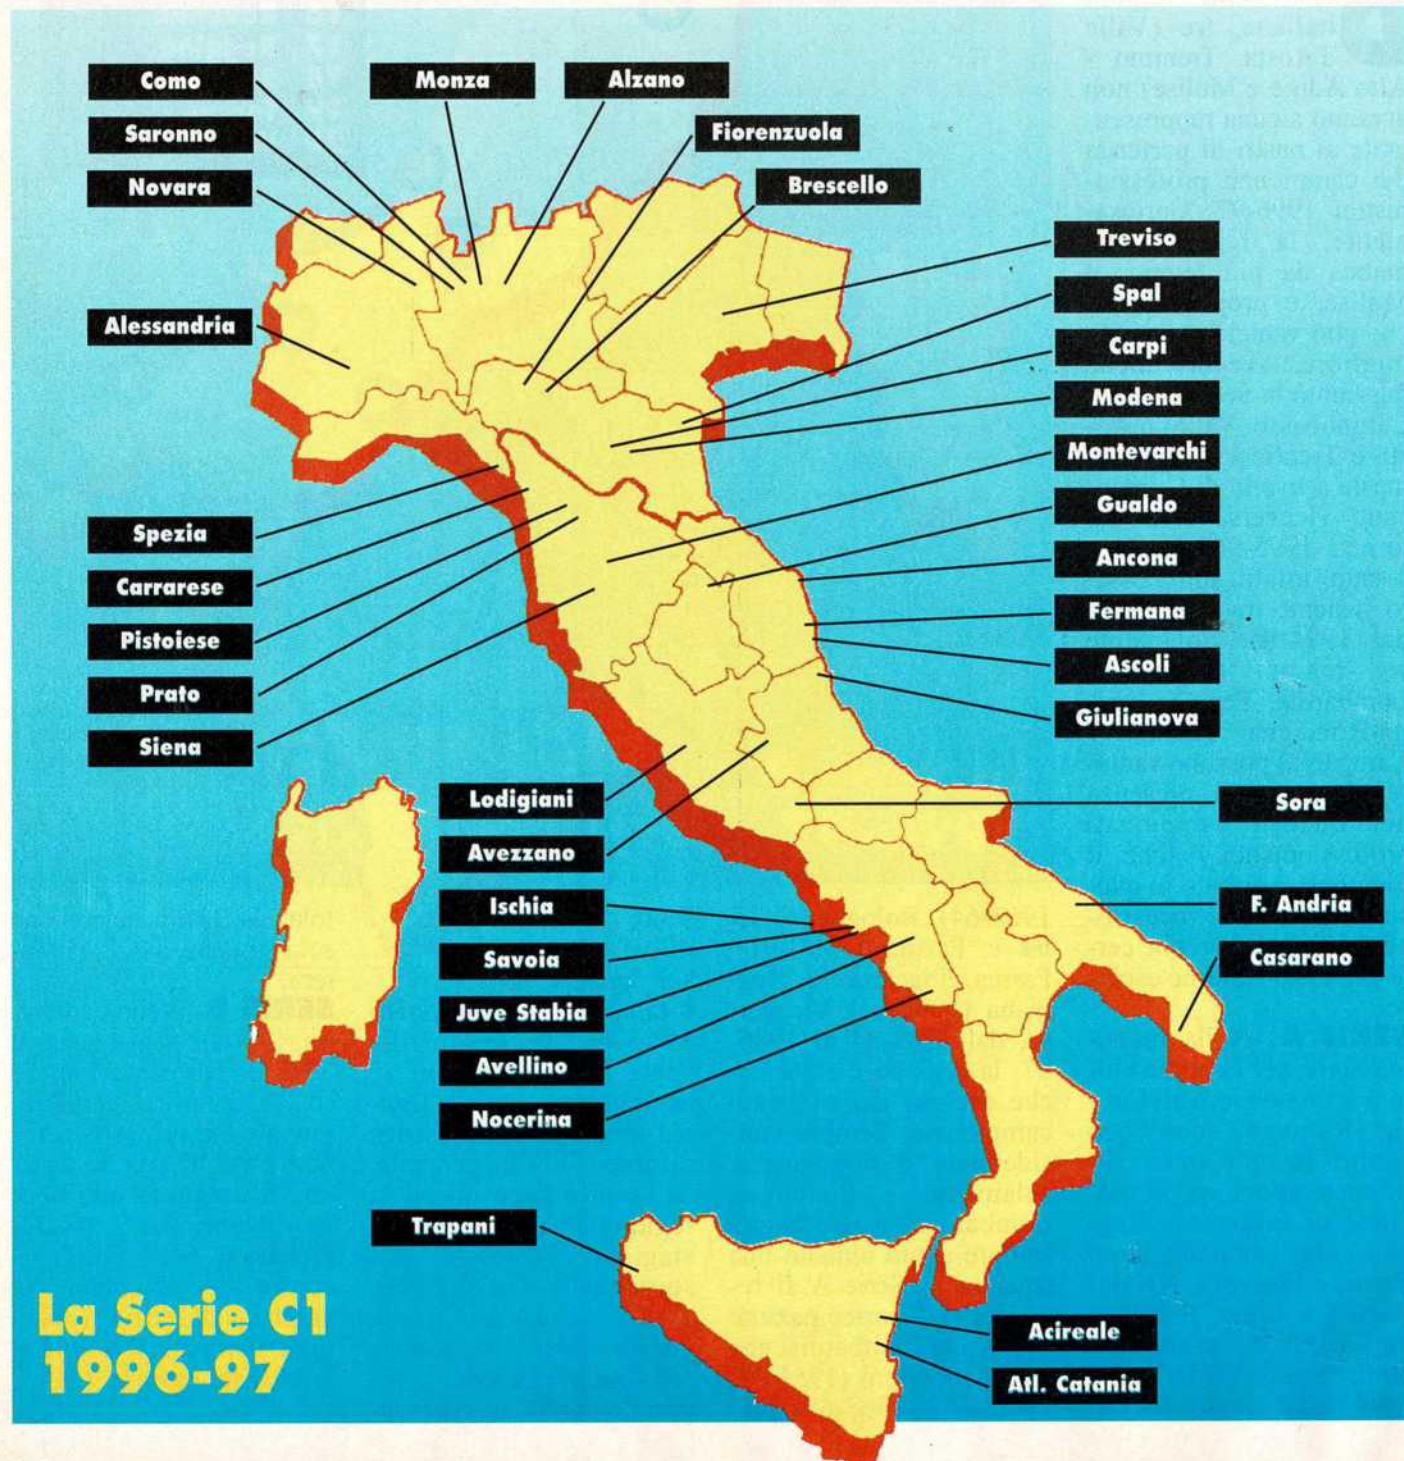 Como
Monza
Alzano
Saronno
Fiorenzuola
Novara
Brescello
Treviso
Spal
Alessandria
Carpi
Modena
Montevarchi
Gualdo
Spezia
Ancona
Carrarese
Fermana
Pistoiese
Ascoli
Prato
Giulianova
Siena
Lodigiani
Sora
Avezzano
Ischia
F. Andria
Savoia
Casarano
Juve Stabia
Avellino
Nocerina
Trapani
La Serie C1
1996-97
Acireale
Atl. Catania